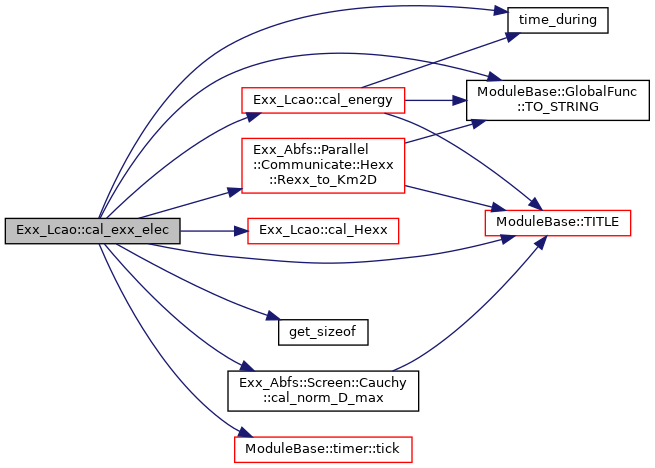 time_during
ModuleBase::GlobalFunc
::TO_STRING
Exx_Lcao::cal_energy
Exx_Abfs::Parallel
::Communicate::Hexx
::Rexx_to_Km2D
Exx_Lcao::cal_exx_elec
Exx_Lcao::cal_Hexx
ModuleBase::TITLE
get_sizeof
Exx_Abfs::Screen::Cauchy
::cal_norm_D_max
ModuleBase::timer::tick